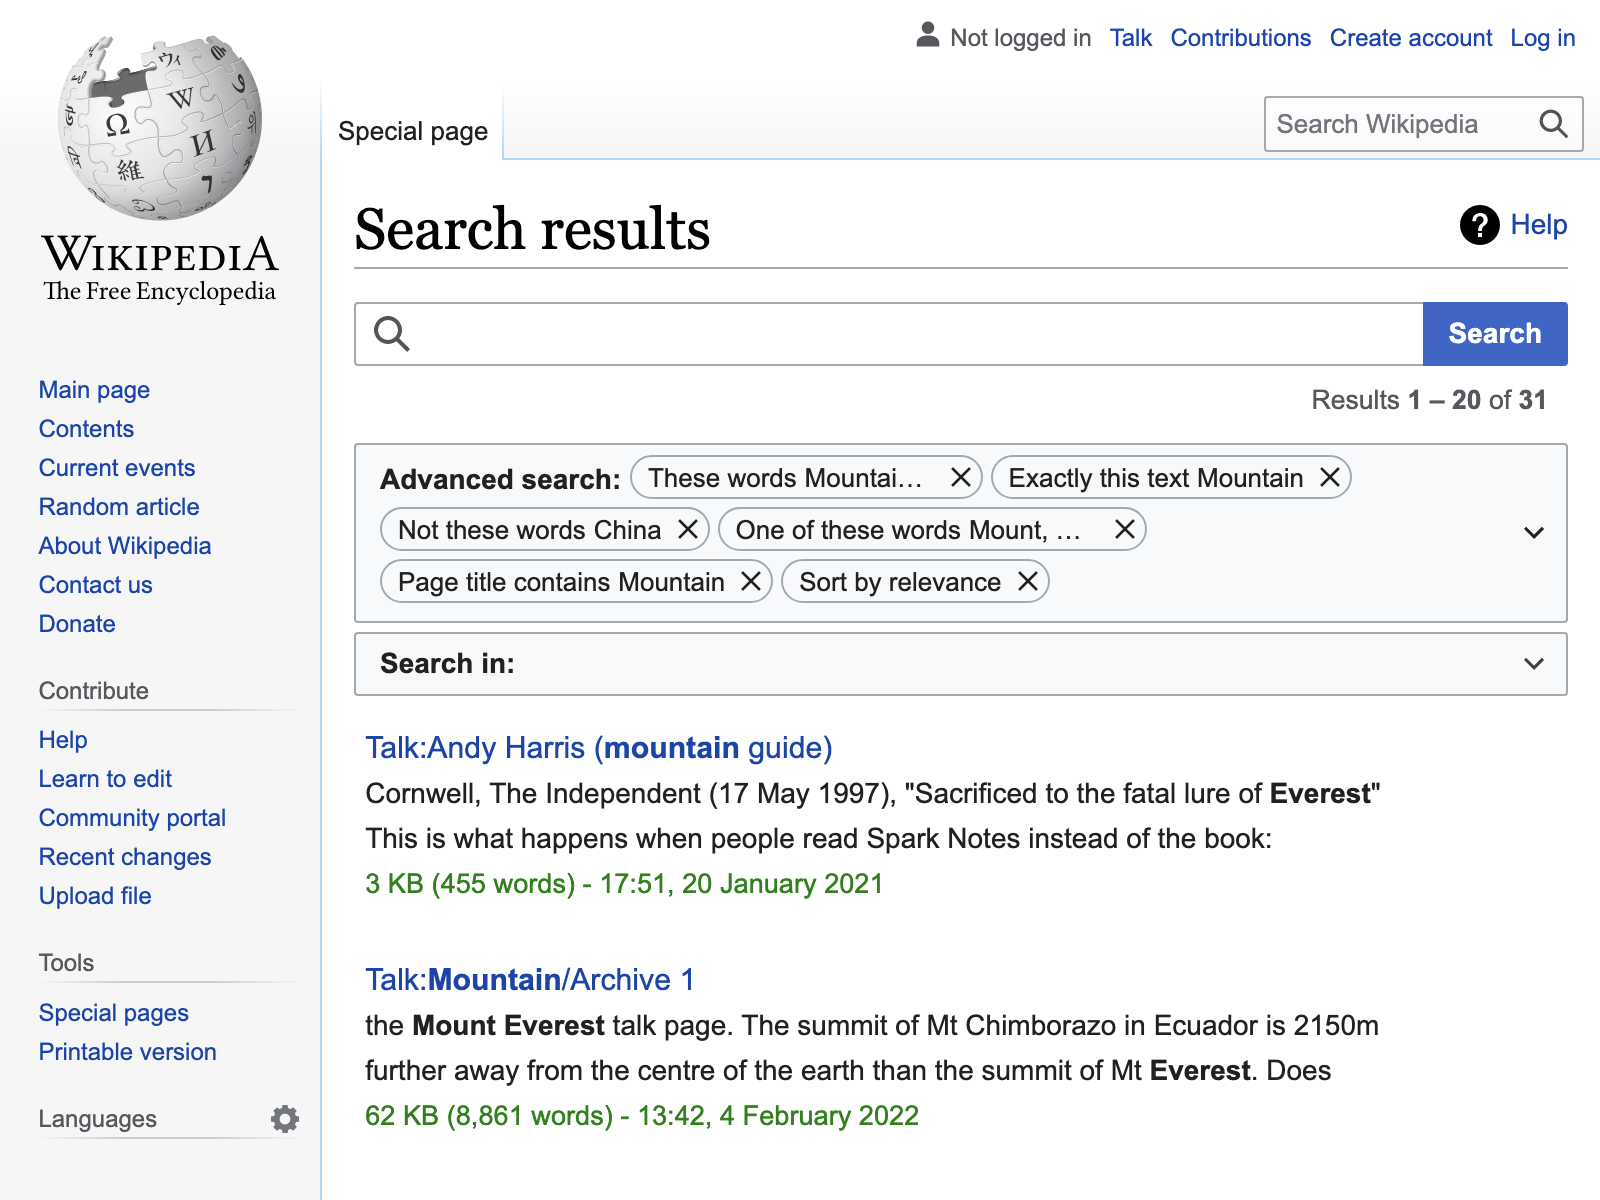 Not logged in Talk Contributions Create account Log in
Special page
Search Wikipedia
WIKIPEDIA
The Free Encyclopedia
Main page
Contents
Current events
Random article
About Wikipedia
Contact us
Donate
Contribute
Help
Learn to edit
Community portal
Recent changes
Upload file
Tools
Special pages
Printable version
Languages
Search results
Help
Search
Results 1 – 20 of 31
Advanced search: These words Mountai… Exactly this text Mountain
Not these words China One of these words Mount, …
Page title contains Mountain Sort by relevance
Search in:
Talk:Andy Harris (mountain guide)
Cornwell, The Independent (17 May 1997), "Sacrificed to the fatal lure of Everest"
This is what happens when people read Spark Notes instead of the book:
3 KB (455 words) - 17:51, 20 January 2021
Talk:Mountain/Archive 1
the Mount Everest talk page. The summit of Mt Chimborazo in Ecuador is 2150m
further away from the centre of the earth than the summit of Mt Everest. Does
62 KB (8,861 words) - 13:42, 4 February 2022